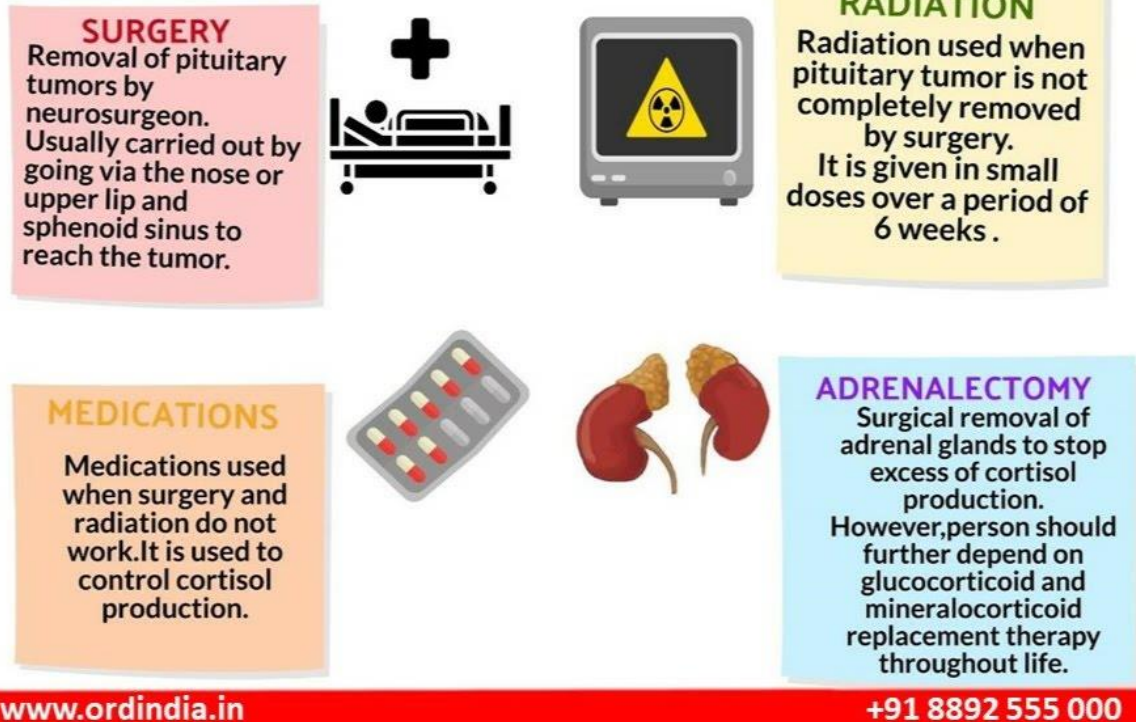 SURGERY
Removal of pituitary
tumors by
neurosurgeon.
Usually carried out by
going via the nose or
upper lip and
sphenoid sinus to
reach the tumor.
RADIATION
Radiation used when
pituitary tumor is not
completely removed
by surgery.
It is given in small
doses over a period of
6 weeks .
MEDICATIONS
Medications used
when surgery and
radiation do not
work.It is used to
control cortisol
production.
ADRENALECTOMY
Surgical removal of
adrenal glands to stop
excess of cortisol
production.
However,person should
further depend on
glucocorticoid and
mineralocorticoid
replacement therapy
throughout life.
www.ordindia.in
+91 8892 555 000